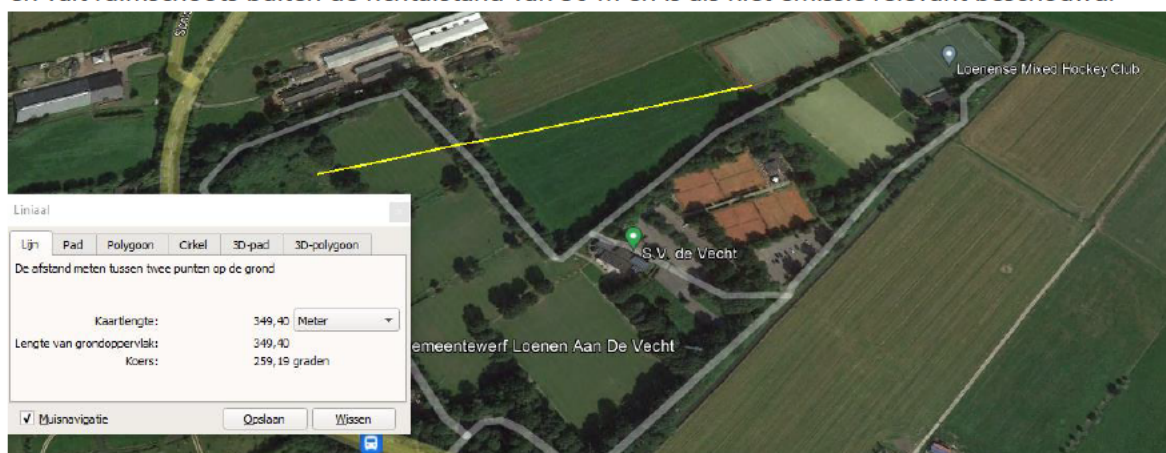 Loenense Mixed Hockey Club
Liniaal
Lijn Pad Polygoon Cirkel 3D-pad 3D-polygoon
De afstand meten tussen twee punten op de grond
S.V. de Vecht
Kaartlengte: 349,40 Meter
Lengte van grondoppervlak: 349,40
Koers: 259,19 graden
emeentewerf Loenen Aan De Vecht
Muisnavigatie Opslaan Wissen